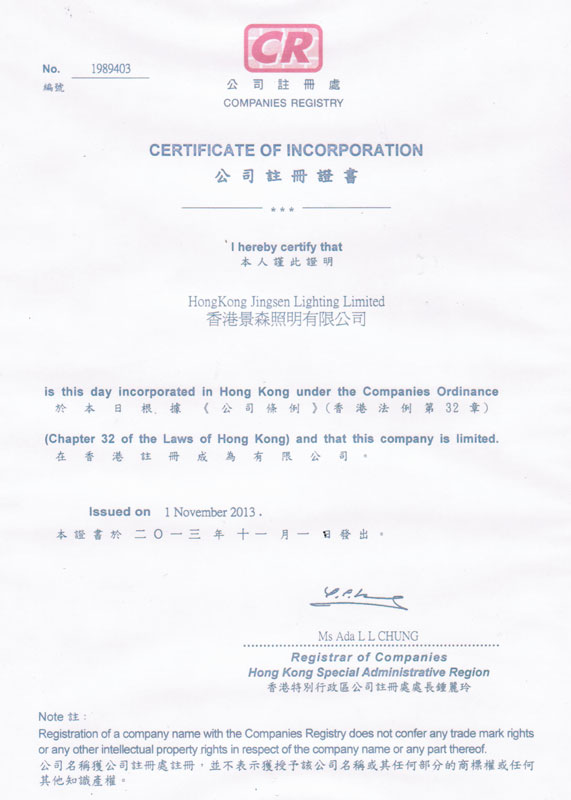 CR
No. 1989403
編號
公司註冊處
COMPANIES REGISTRY
CERTIFICATE OF INCORPORATION
公司註冊證書
***
I hereby certify that
本人謹此證明
HongKong Jingsen Lighting Limited
香港景森照明有限公司
is this day incorporated in Hong Kong under the Companies Ordinance
於本日根據《公司條例》(香港法例第32章)
(Chapter 32 of the Laws of Hong Kong) and that this company is limited.
在香港註冊成為有限公司。
Issued on 1 November 2013.
本證書於二〇一三年十一月一日發出。
Ms Ada L L CHUNG
Registrar of Companies
Hong Kong Special Administrative Region
香港特別行政區公司註冊處處長鍾麗玲
Note 註:
Registration of a company name with the Companies Registry does not confer any trade mark rights
or any other intellectual property rights in respect of the company name or any part thereof.
公司名稱獲公司註冊處註冊,並不表示獲授予該公司名稱或其任何部分的商標權或任何
其他知識產權。